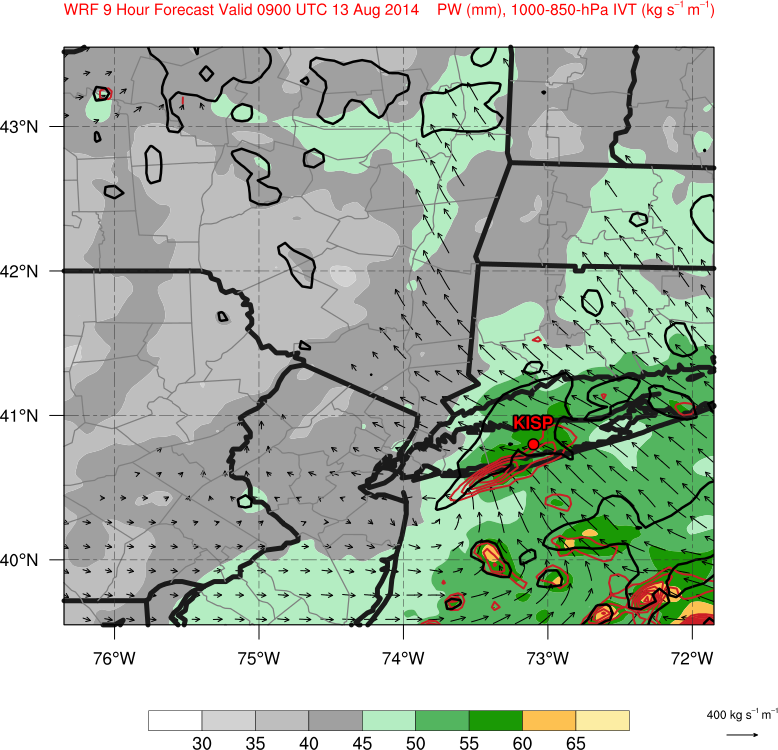 WRF 9 Hour Forecast Valid 0900 UTC 13 Aug 2014 PW (mm), 1000-850-hPa IVT (kg s⁻¹ m⁻¹)
43°N
42°N
41°N
KISP
40°N
76°W 75°W 74°W 73°W 72°W
400 kg s⁻¹ m⁻¹
30 35 40 45 50 55 60 65